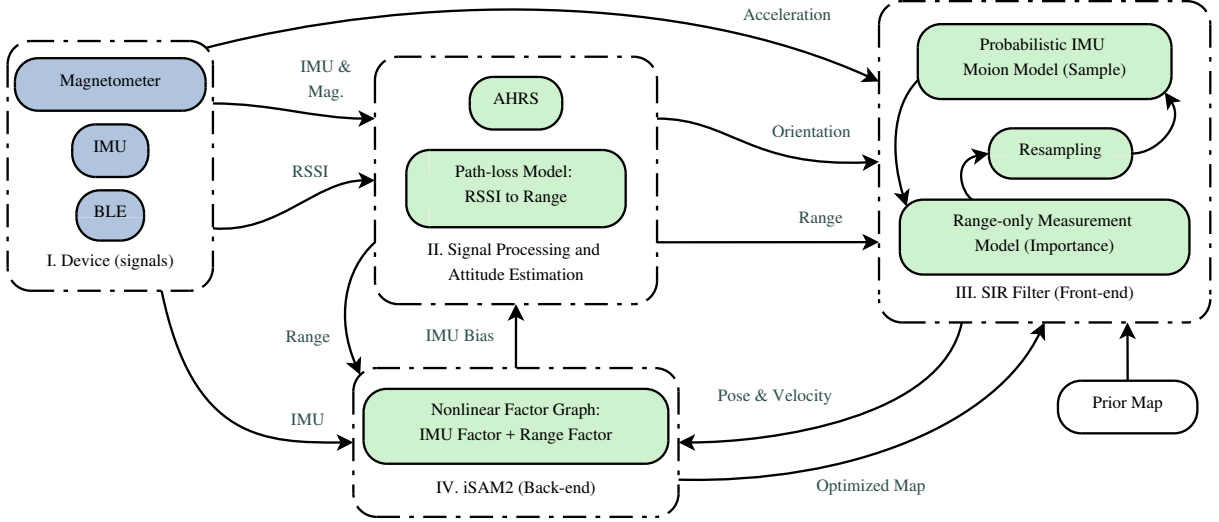 Magnetometer
IMU
BLE
I. Device (signals)
IMU &
Mag.
RSSI
Acceleration
AHRS
Path-loss Model:
RSSI to Range
II. Signal Processing and
Attitude Estimation
Orientation
Range
Probabilistic IMU
Moion Model (Sample)
Resampling
Range-only Measurement
Model (Importance)
III. SIR Filter (Front-end)
Range
IMU Bias
IMU
Nonlinear Factor Graph:
IMU Factor + Range Factor
IV. iSAM2 (Back-end)
Pose & Velocity
Optimized Map
Prior Map